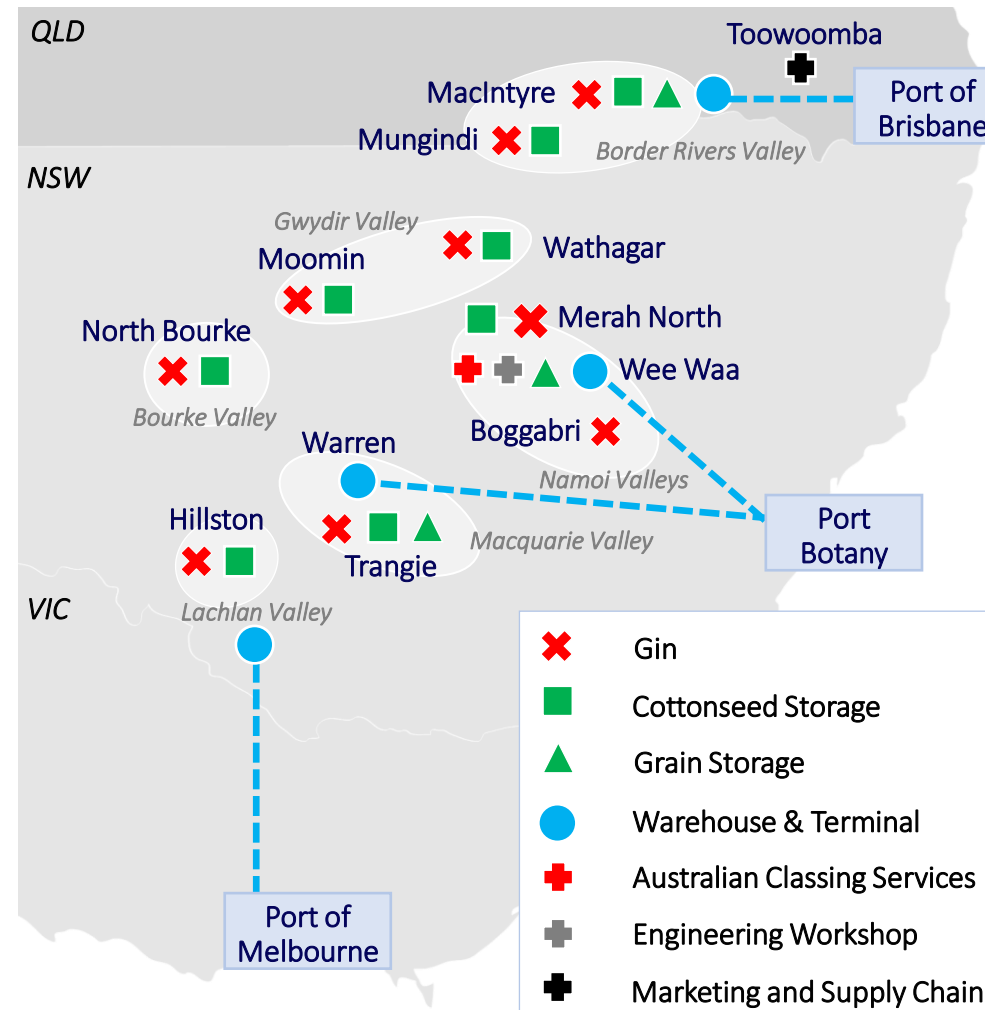 QLD
Toowoomba
MacIntyre
Port of
Brisbane
Mungindi
Border Rivers Valley
NSW
Gwydir Valley
Wathagar
Moomin
Merah North
North Bourke
Wee Waa
Bourke Valley
Boggabri
Warren
Namoi Valleys
Hillston
Port
Botany
Macquarie Valley
Trangie
VIC
Lachlan Valley
Gin
Cottonseed Storage
Grain Storage
Warehouse & Terminal
Australian Classing Services
Engineering Workshop
Marketing and Supply Chain
Port of
Melbourne